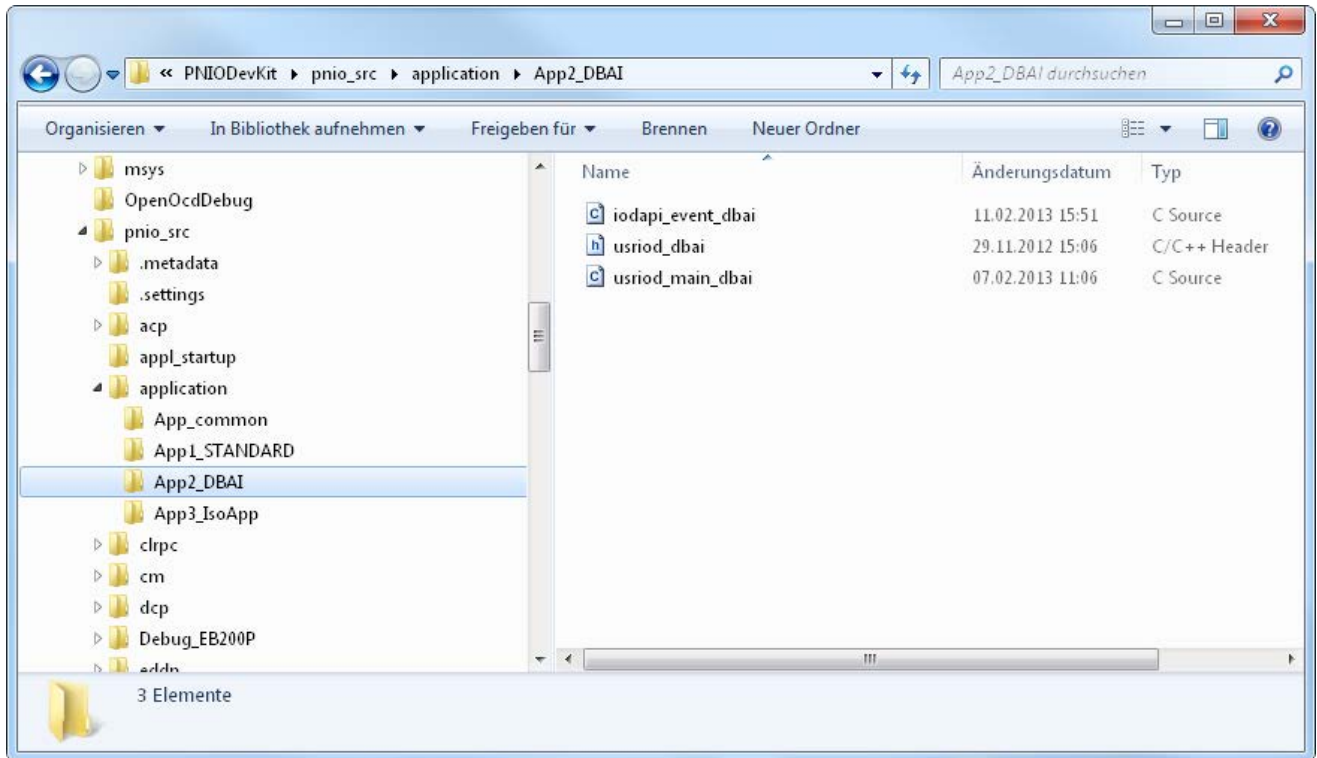 « PNIODevKit ▸ pnio_src ▸ application ▸ App2_DBAI
App2_DBAI durchsuchen
Organisieren In Bibliothek aufnehmen Freigeben für Brennen Neuer Ordner
msys
OpenOcdDebug
pnio_src
.metadata
.settings
acp
appl_startup
application
App_common
App1_STANDARD
App2_DBAI
App3_IsoApp
clrpc
cm
dcp
Debug_EB200P
eddp
Name Änderungsdatum Typ
iodapi_event_dbai 11.02.2013 15:51 C Source
usriod_dbai 29.11.2012 15:06 C/C++ Header
usriod_main_dbai 07.02.2013 11:06 C Source
3 Elemente